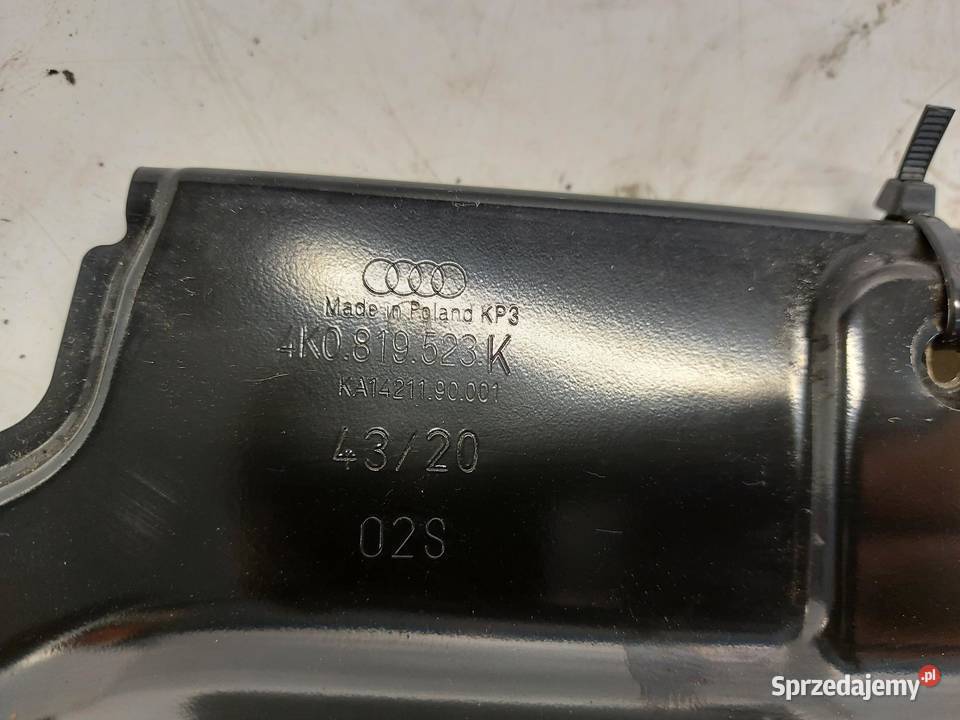 Made in Poland KP3
4K0.819.523 K
KA14211.90.001
43/20
02S
Sprzedajemy.pl